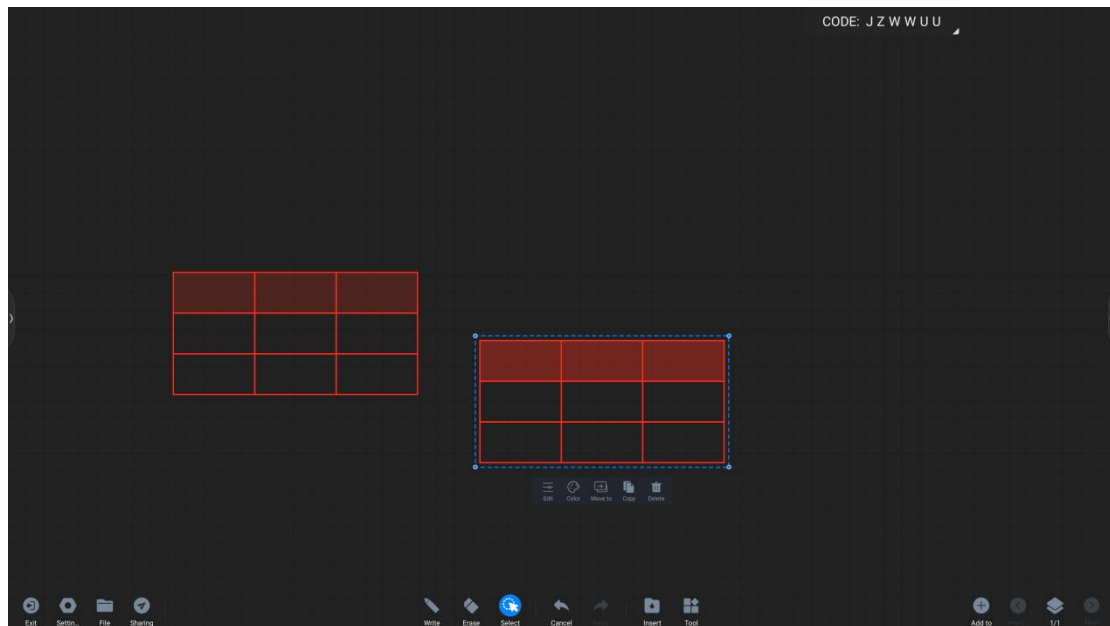 CODE: J Z W W U U
Edit Color Move to Copy Delete
Exit Settin... File Sharing Write Erase Select Cancel Insert Tool Add to 1/1